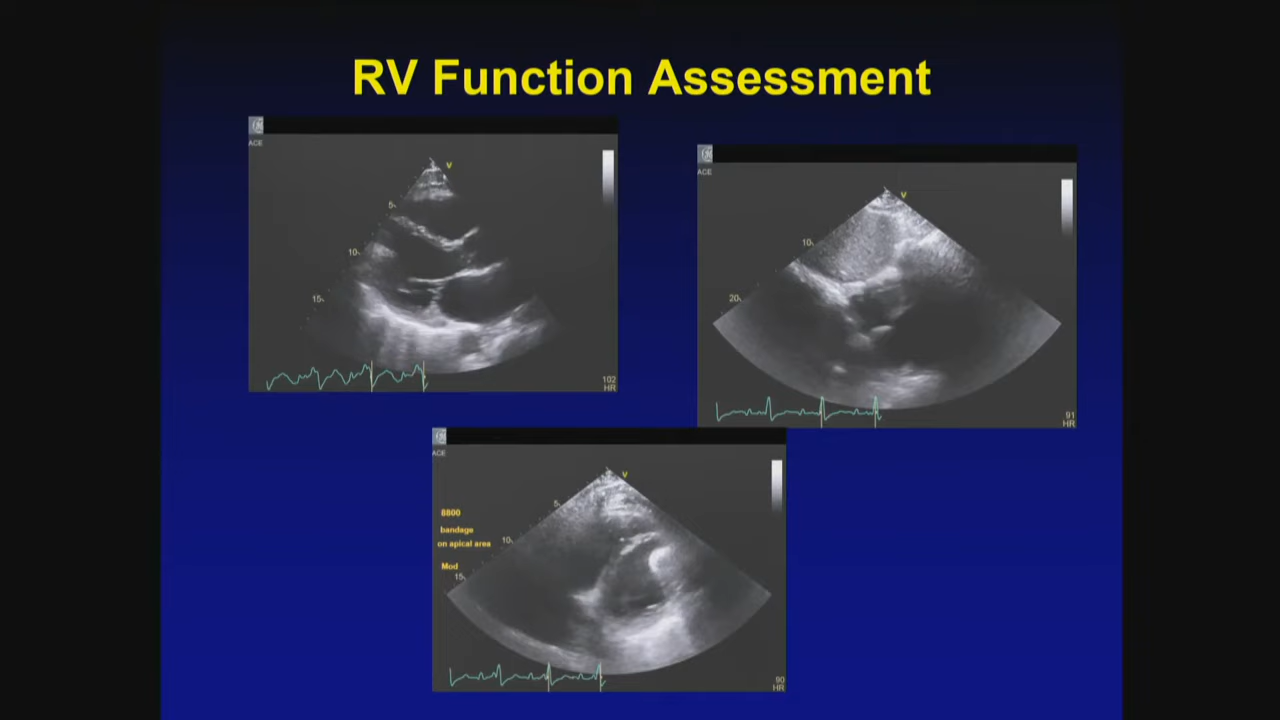 RV Function Assessment
ACE
V
5
10
15
102
HR
ACE
V
10
20
91
HR
ACE
V
5
8800
bandage
on apical area
10
Mod
15
90
HR